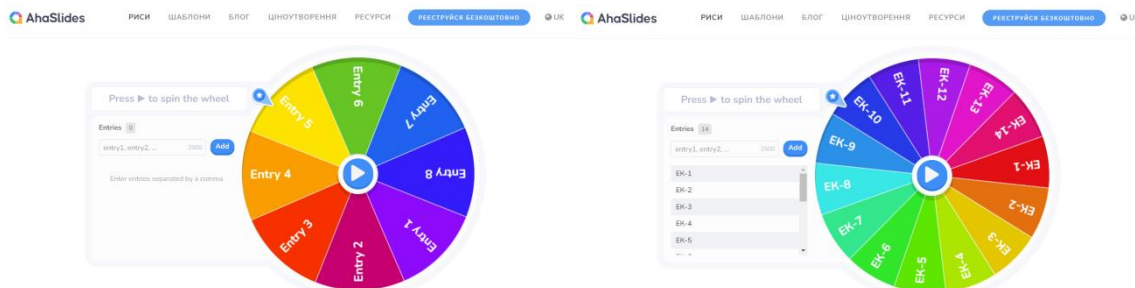 AhaSlides РИСИ ШАБЛОНИ БЛОГ ЦІНОУТВОРЕННЯ РЕСУРСИ РЕЄСТРУЙСЯ БЕЗКОШТОВНО UK
Press ▶ to spin the wheel
Entries 0
entry1, entry2, ... 2500 Add
Enter entries separated by a comma
Entry 1
Entry 2
Entry 3
Entry 4
Entry 5
Entry 6
Entry 7
Entry 8
AhaSlides РИСИ ШАБЛОНИ БЛОГ ЦІНОУТВОРЕННЯ РЕСУРСИ РЕЄСТРУЙСЯ БЕЗКОШТОВНО
Press ▶ to spin the wheel
Entries 14
entry1, entry2, ... 2500 Add
ЕК-1
ЕК-2
ЕК-3
ЕК-4
ЕК-5
ЕК-1
ЕК-2
ЕК-3
ЕК-4
ЕК-5
ЕК-6
ЕК-7
ЕК-8
ЕК-9
ЕК-10
ЕК-11
ЕК-12
ЕК-13
ЕК-14